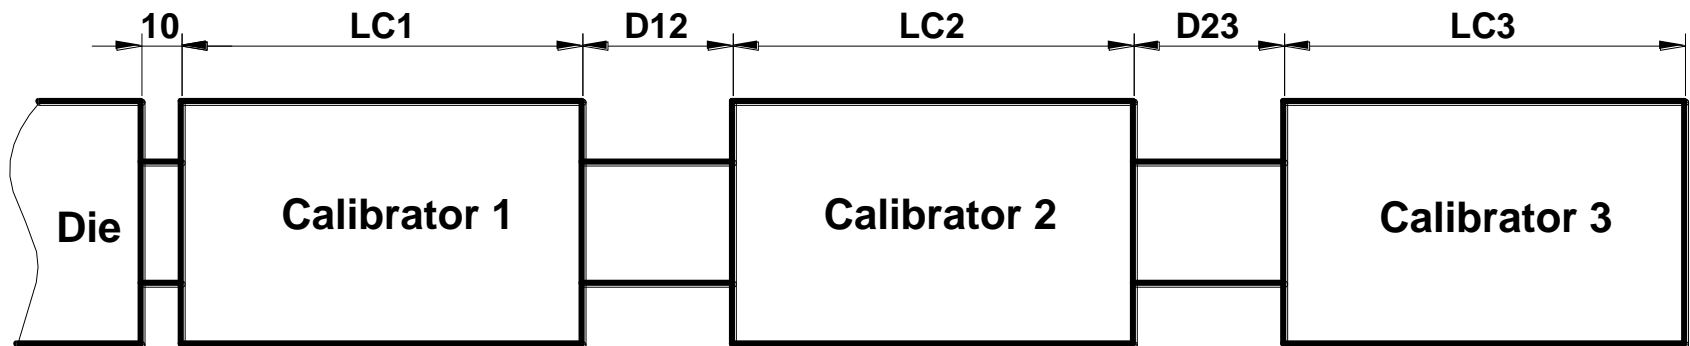 10 LC1 D12 LC2 D23 LC3
Die Calibrator 1 Calibrator 2 Calibrator 3